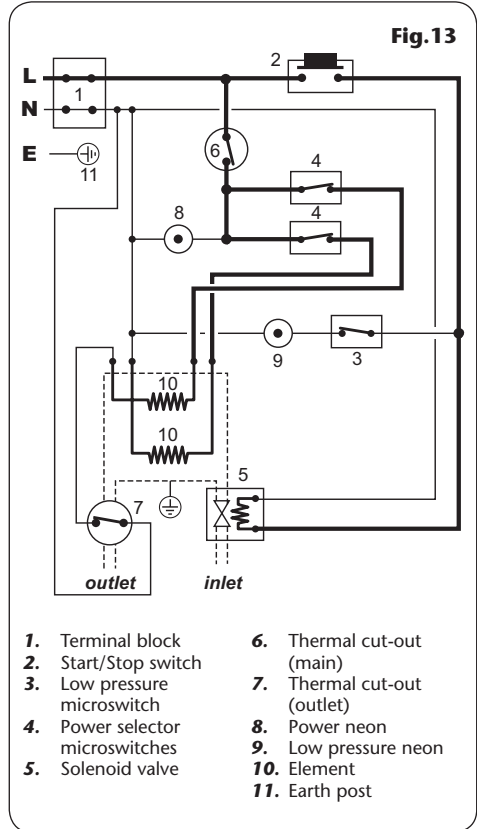 Fig.13
2
L
1
N
6
E
11
4
8
4
9
3
10
10
5
7
outlet
inlet
1. Terminal block
2. Start/Stop switch
3. Low pressure
microswitch
4. Power selector
microswitches
5. Solenoid valve
6. Thermal cut-out
(main)
7. Thermal cut-out
(outlet)
8. Power neon
9. Low pressure neon
10. Element
11. Earth post